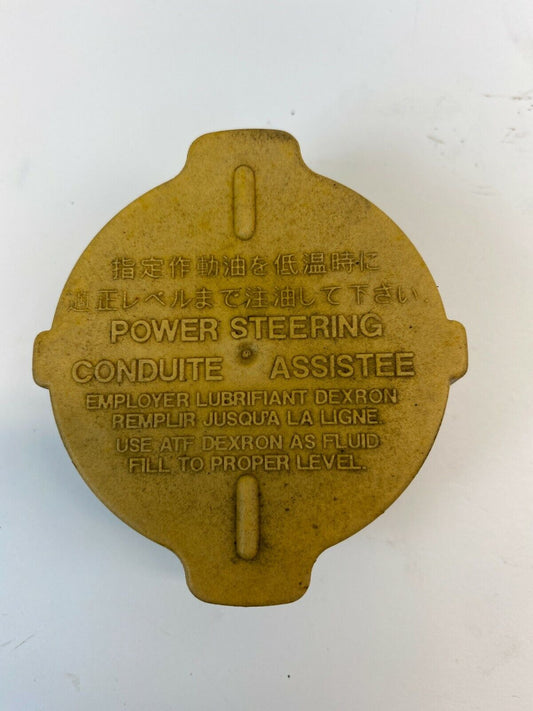 指定作動油を低温時に
適正レベルまで注油して下さい.
POWER STEERING
CONDUITE ASSISTEE
EMPLOYER LUBRIFIANT DEXRON
REMPLIR JUSQU'A LA LIGNE
USE ATF DEXRON AS FLUID
FILL TO PROPER LEVEL.